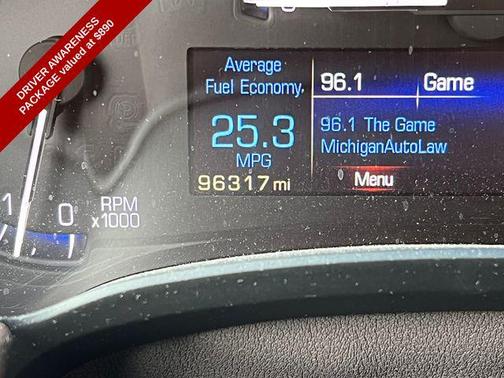 DRIVER AWARENESS
PACKAGE valued at $890
Average
Fuel Economy
25.3
MPG
96317 mi
96.1 Game
96.1 The Game
MichiganAutoLaw
Menu
1 0
RPM
x1000